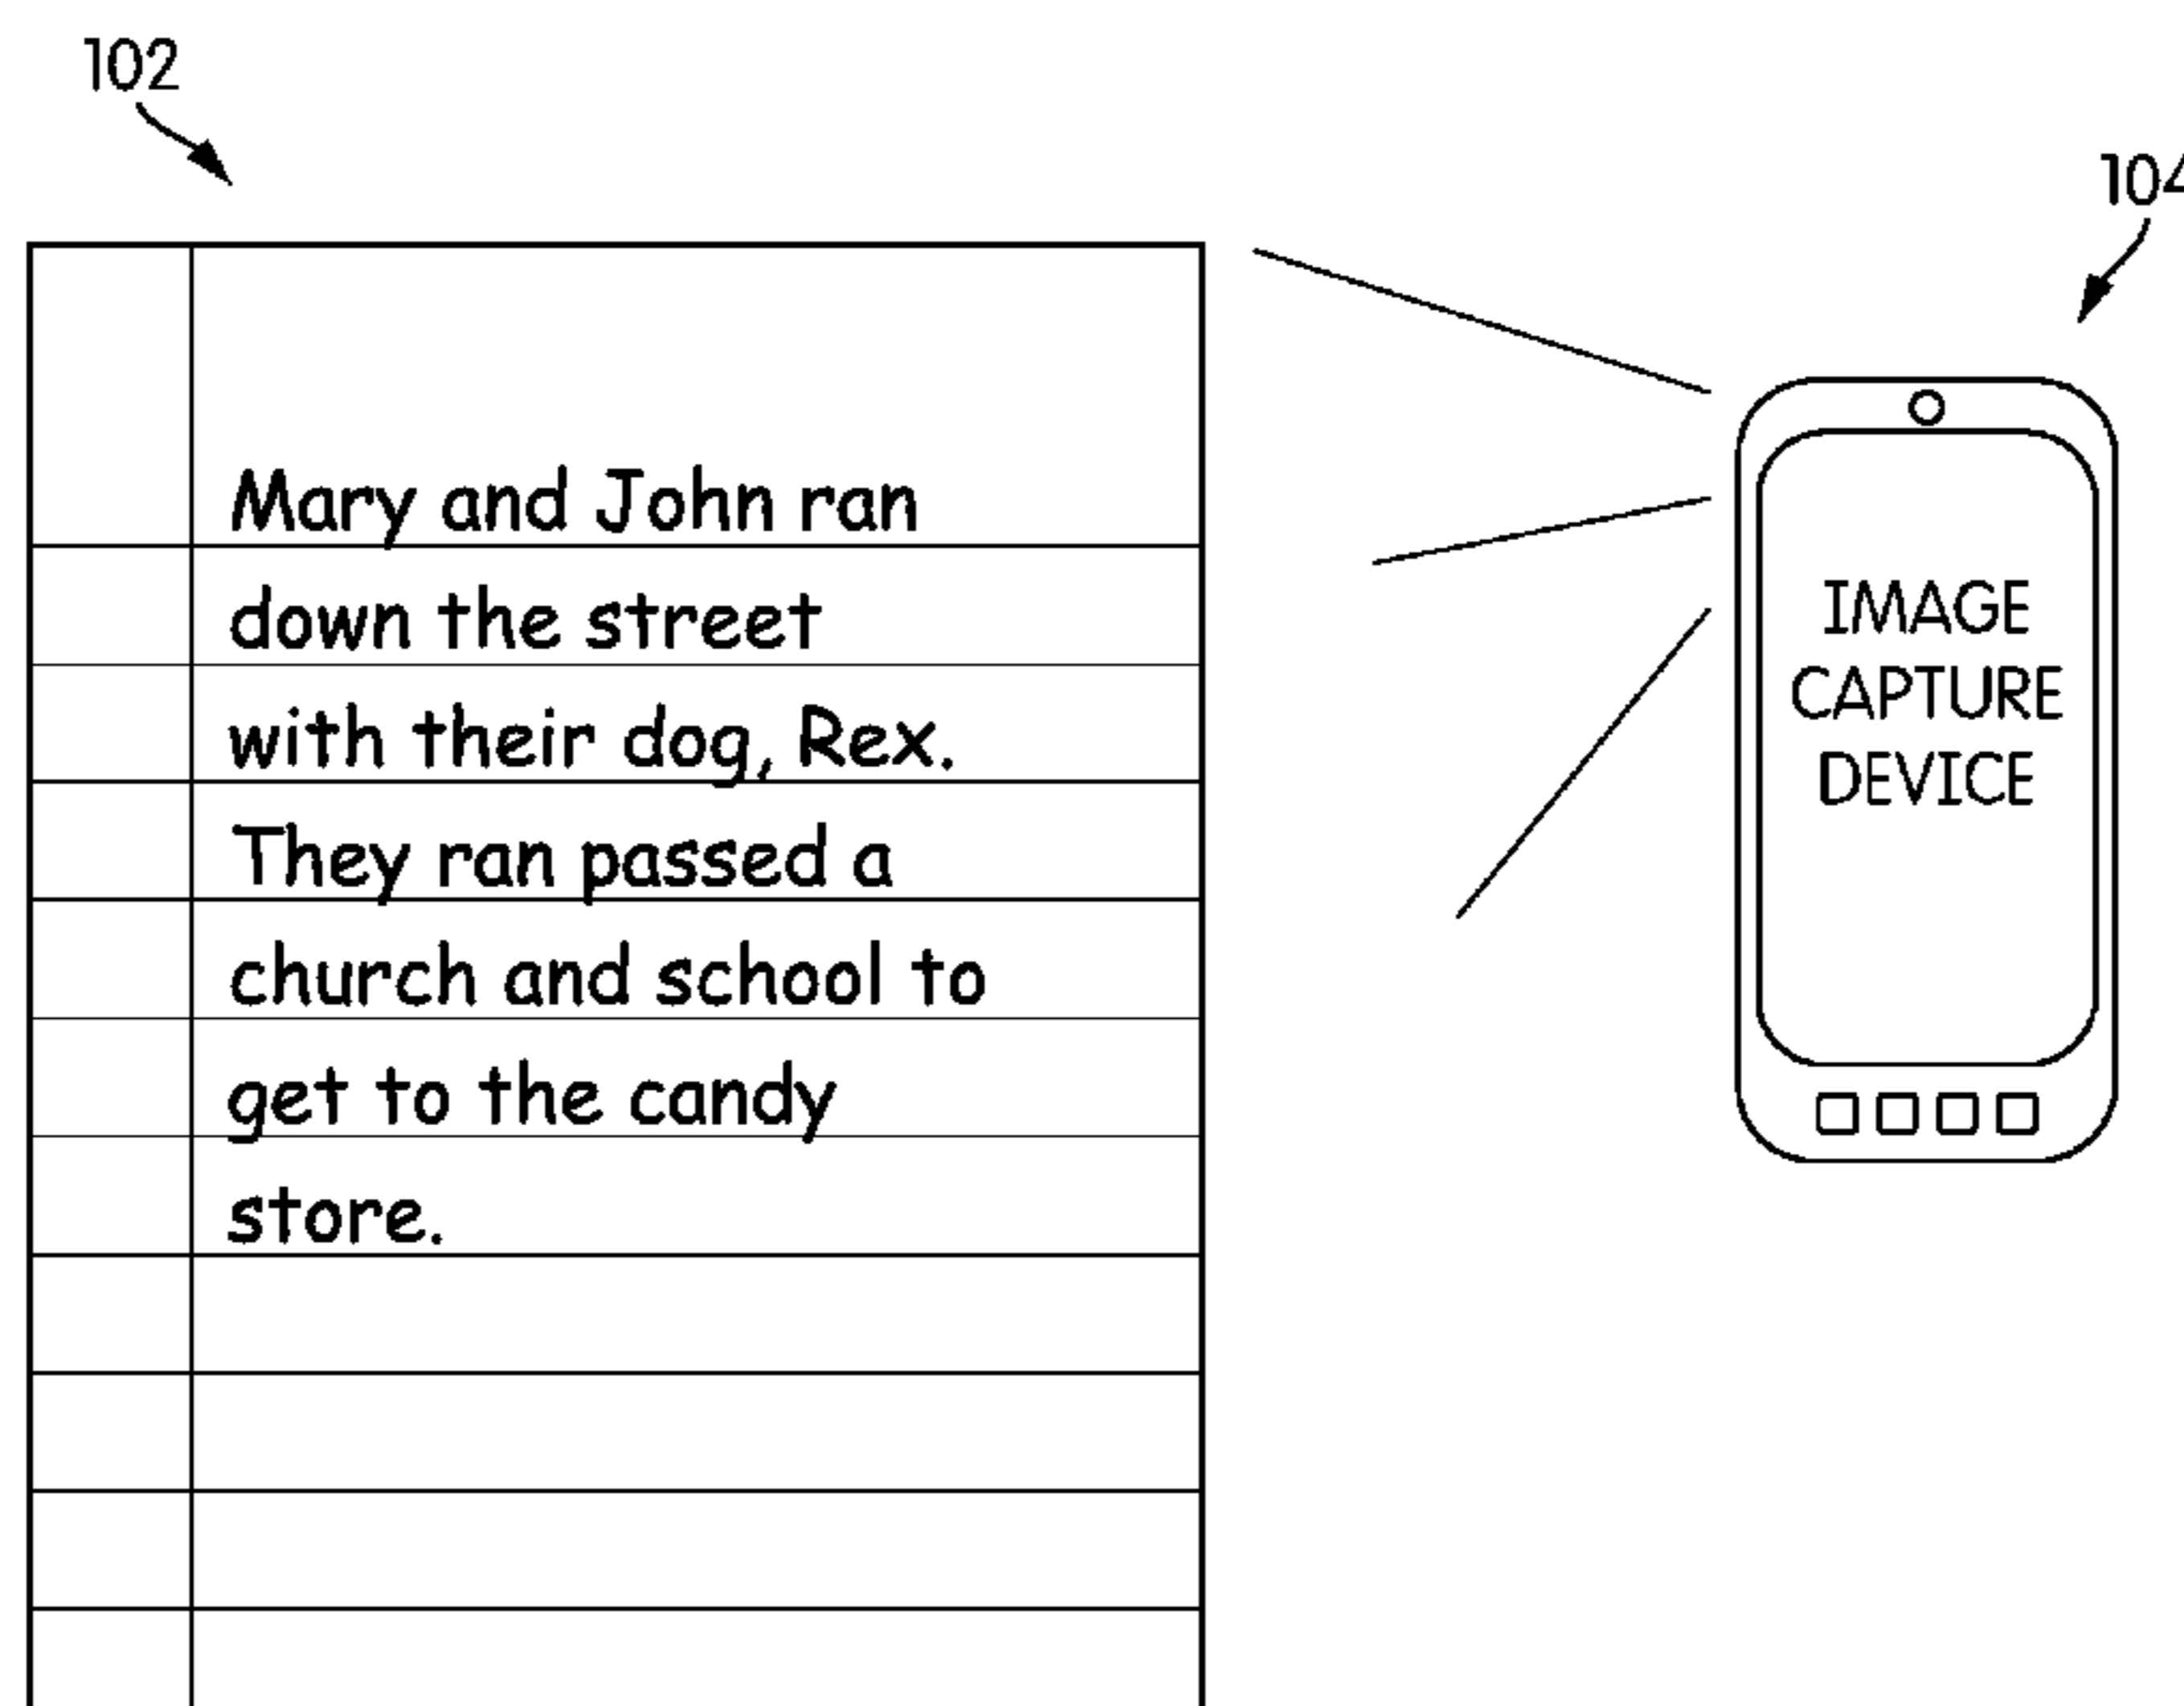 102
104
Mary and John ran
down the street
with their dog, Rex.
They ran passed a
church and school to
get to the candy
store.
IMAGE
CAPTURE
DEVICE